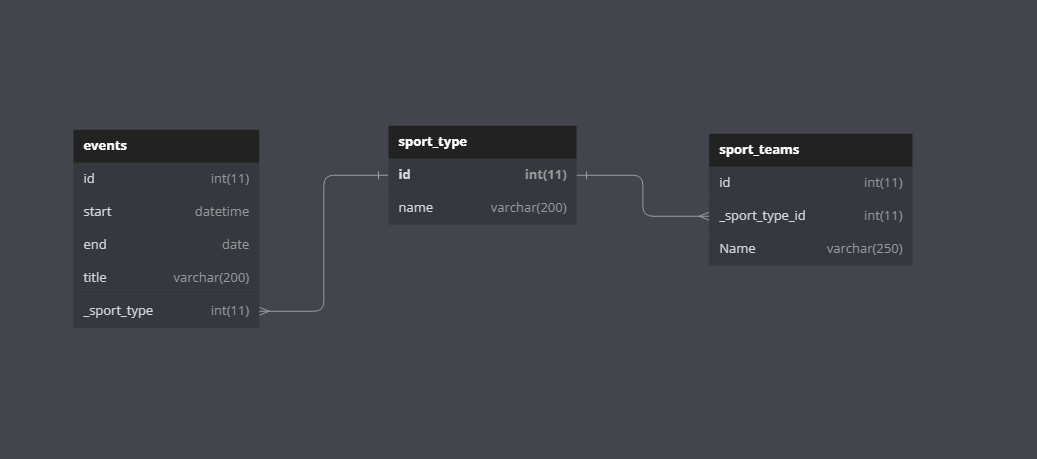 events
id int(11)
start datetime
end date
title varchar(200)
_sport_type int(11)
sport_type
id int(11)
name varchar(200)
sport_teams
id int(11)
_sport_type_id int(11)
Name varchar(250)